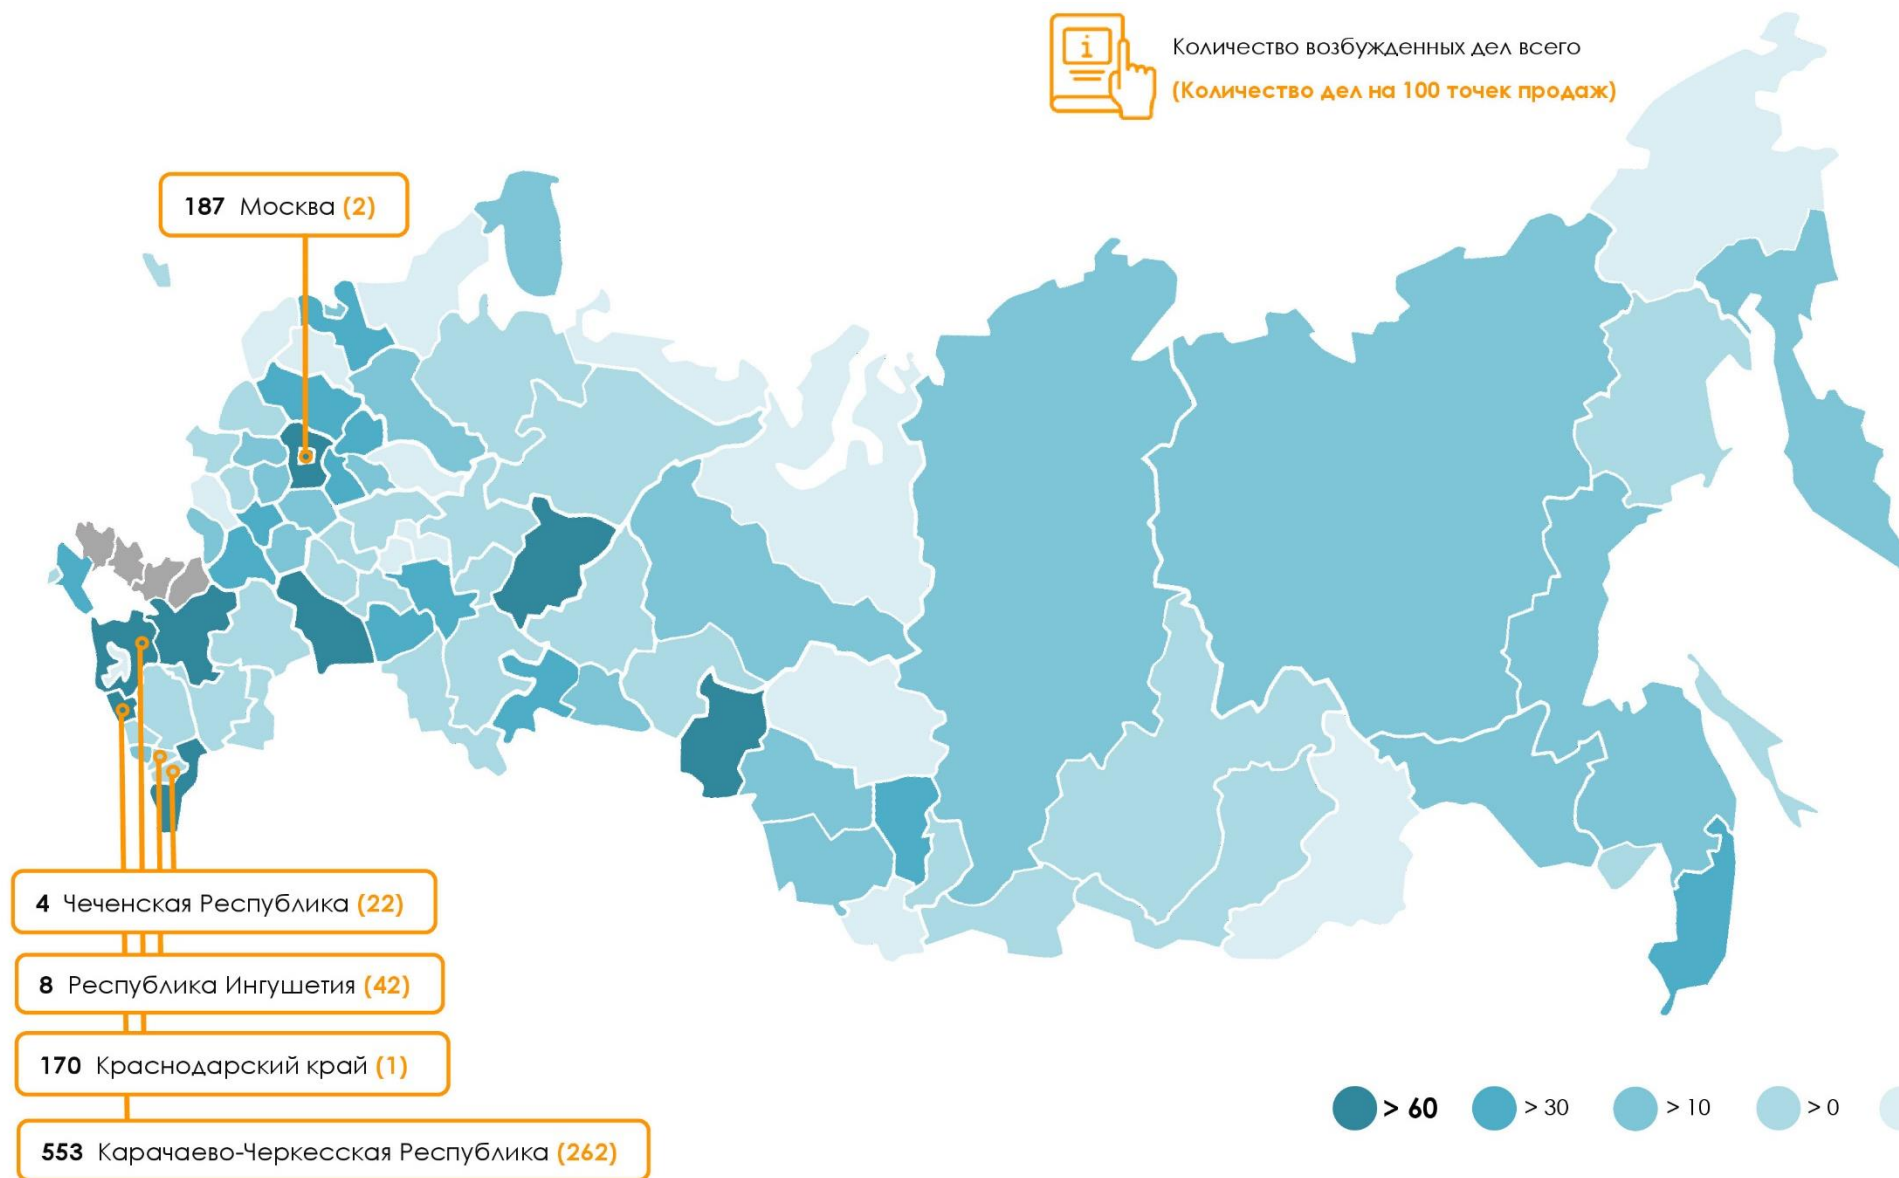 i
Количество возбужденных дел всего
(Количество дел на 100 точек продаж)
187 Москва (2)
4 Чеченская Республика (22)
8 Республика Ингушетия (42)
170 Краснодарский край (1)
553 Карачаево-Черкесская Республика (262)
> 60 > 30 > 10 > 0